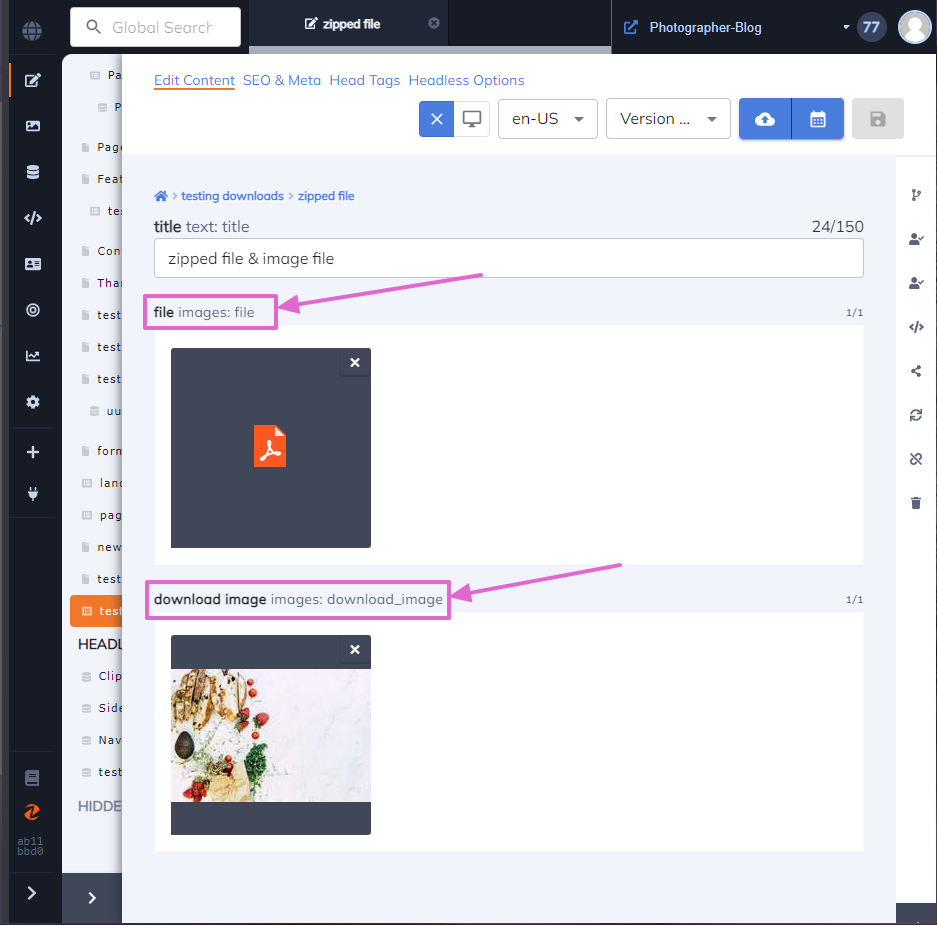 Global Search
zipped file
Photographer-Blog
77
Edit Content SEO & Meta Head Tags Headless Options
en-US
Version ...
testing downloads
zipped file
title text: title
24/150
zipped file & image file
file images: file
1/1
download image images: download_image
1/1
Pa
P
Page
Feat
tes
Con
Thar
test
test
test
uu
form
land
pag
new
test
test
HEADL
Clip
Side
Nav
test
HIDDE
ab11
bbd0